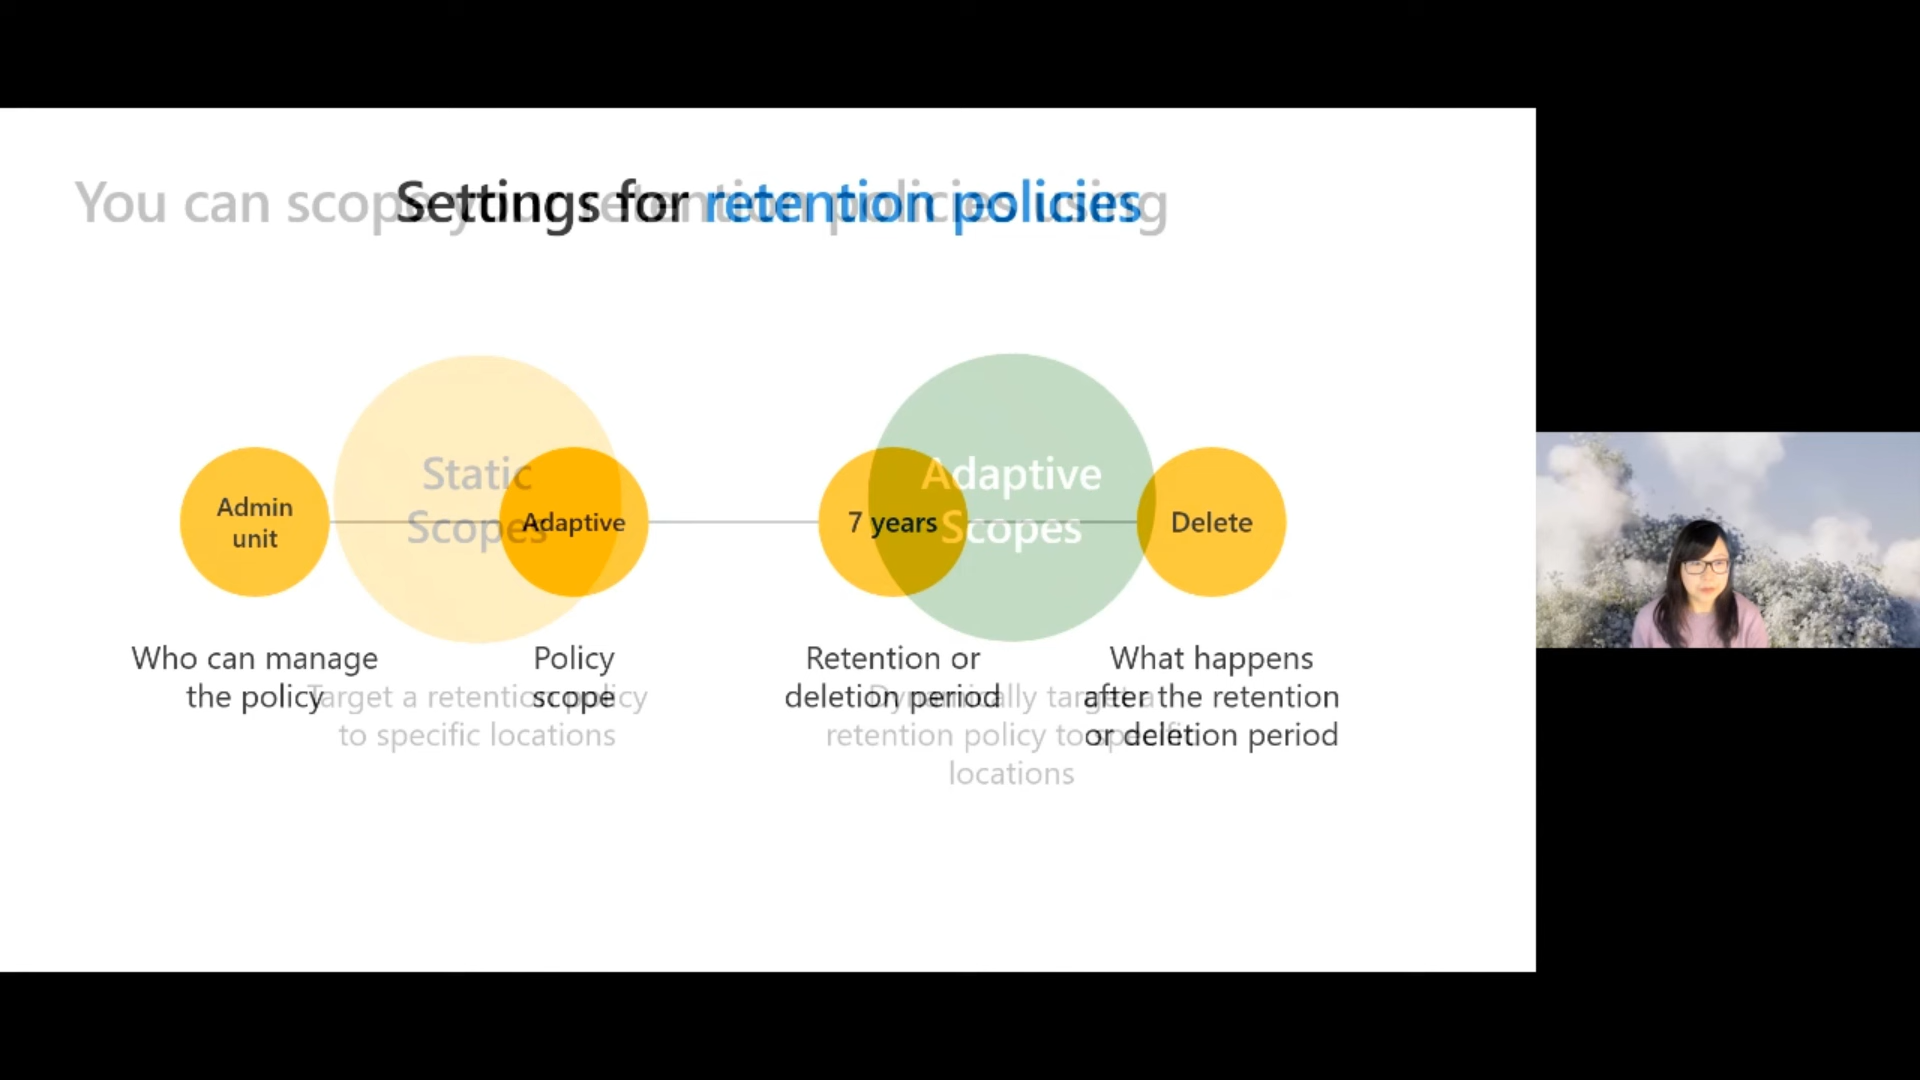 You can scope your retention policies using
Settings for retention policies
Static
Scopes
Adaptive
Scopes
Admin
unit
Adaptive
7 years
Delete
Who can manage
the policy
Policy
scope
Retention or
deletion period
What happens
after the retention
or deletion period
Target a retention policy
to specific locations
Dynamically target a
retention policy to specific
locations